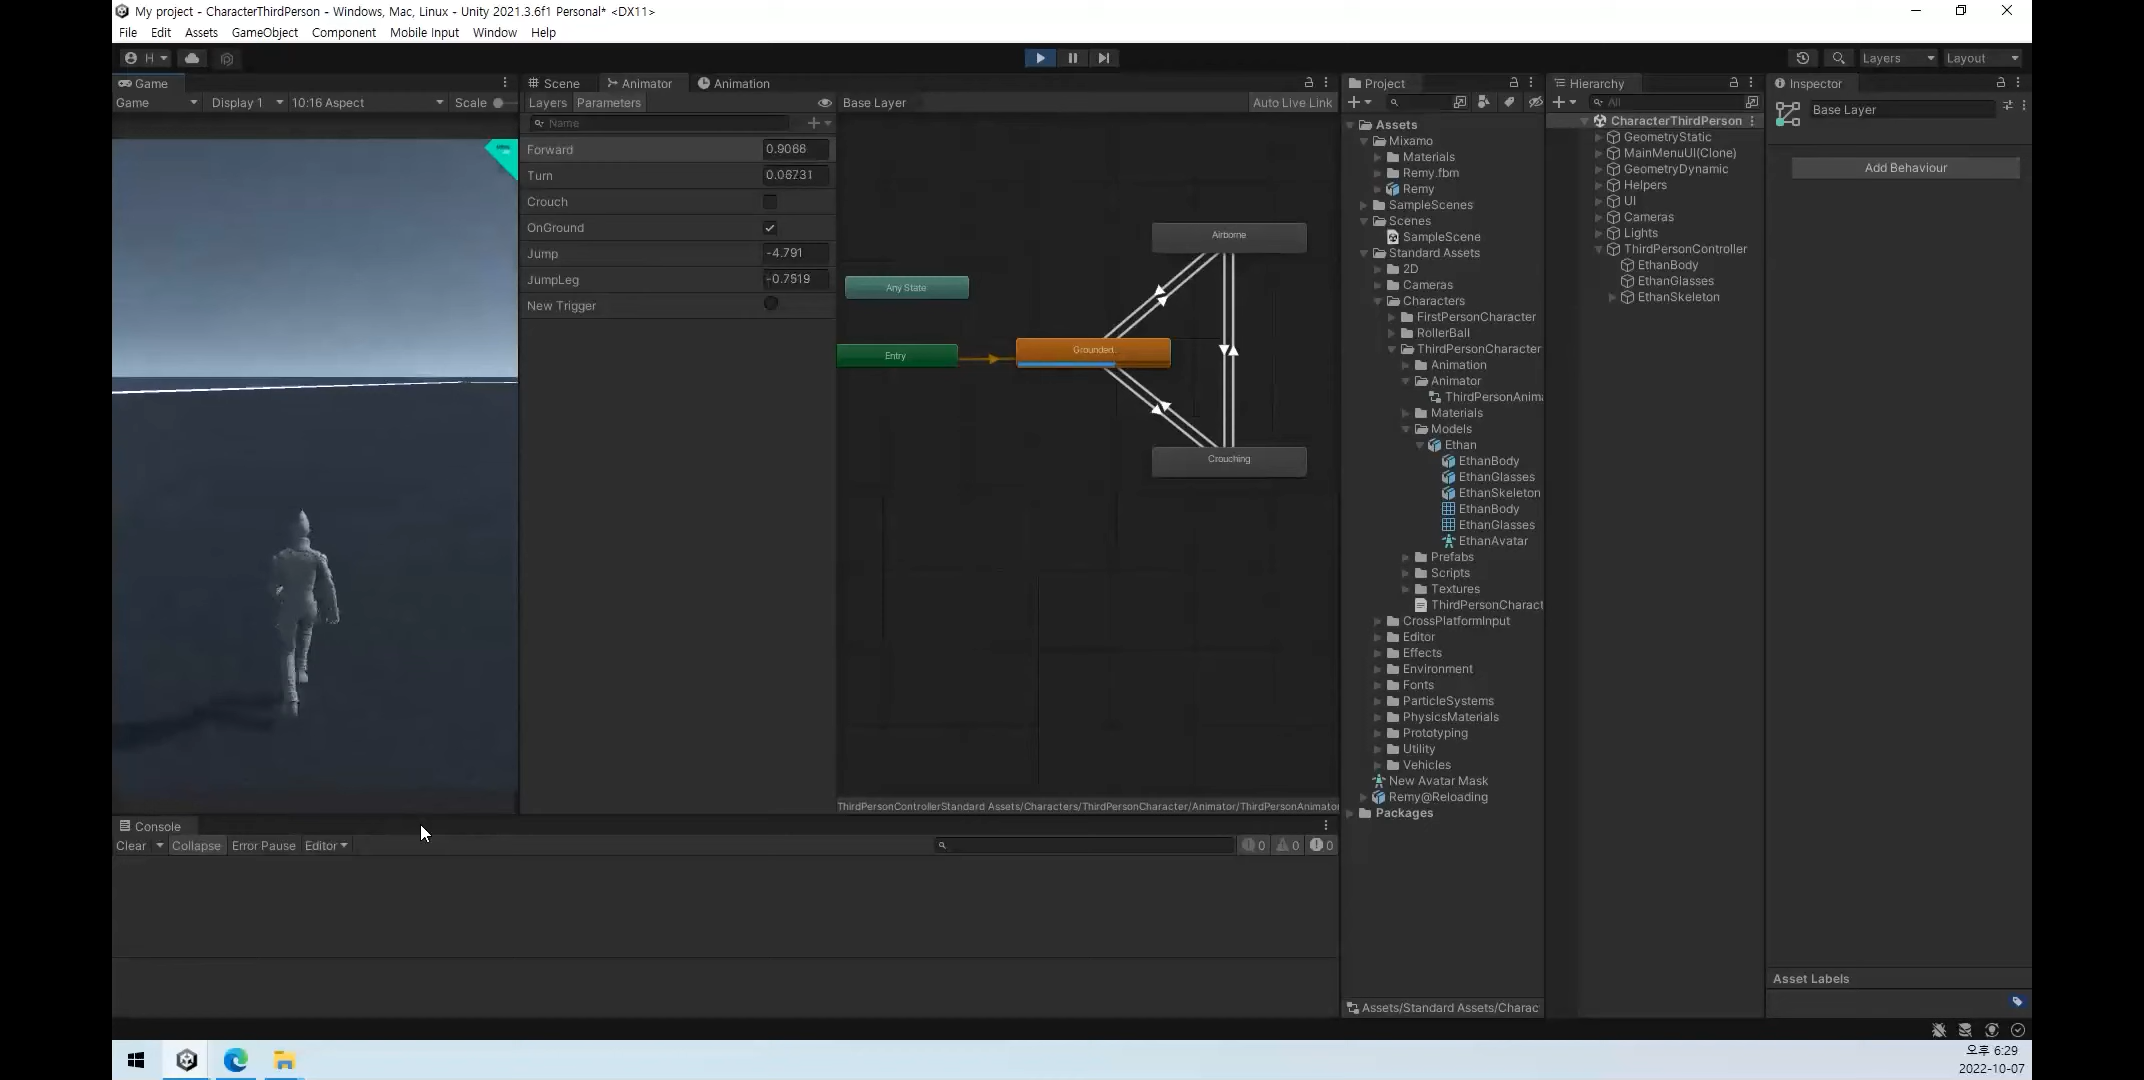 My project - CharacterThirdPerson - Windows, Mac, Linux - Unity 2021.3.6f1 Personal* <DX11>
File Edit Assets GameObject Component Mobile Input Window Help
H Layers Layout
Game
Game Display 1 10:16 Aspect Scale
Scene Animator Animation
Layers Parameters
Name
Forward 0.9068
Turn 0.06731
Crouch
OnGround
Jump -4.791
JumpLeg -0.7519
New Trigger
Base Layer Auto Live Link
Airborne
Any State
Entry
Grounded
Crouching
ThirdPersonControllerStandard Assets/Characters/ThirdPersonCharacter/Animator/ThirdPersonAnimator
Console
Clear Collapse Error Pause Editor
0 0 0
Project
Assets
Mixamo
Materials
Remy.fbm
Remy
SampleScenes
Scenes
SampleScene
Standard Assets
2D
Cameras
Characters
FirstPersonCharacter
RollerBall
ThirdPersonCharacter
Animation
Animator
ThirdPersonAnima
Materials
Models
Ethan
EthanBody
EthanGlasses
EthanSkeleton
EthanBody
EthanGlasses
EthanAvatar
Prefabs
Scripts
Textures
ThirdPersonCharact
CrossPlatformInput
Editor
Effects
Environment
Fonts
ParticleSystems
PhysicsMaterials
Prototyping
Utility
Vehicles
New Avatar Mask
Remy@Reloading
Packages
Assets/Standard Assets/Charac
Hierarchy
All
CharacterThirdPerson
GeometryStatic
MainMenuUI(Clone)
GeometryDynamic
Helpers
UI
Cameras
Lights
ThirdPersonController
EthanBody
EthanGlasses
EthanSkeleton
Inspector
Base Layer
Add Behaviour
Asset Labels
오후 6:29
2022-10-07